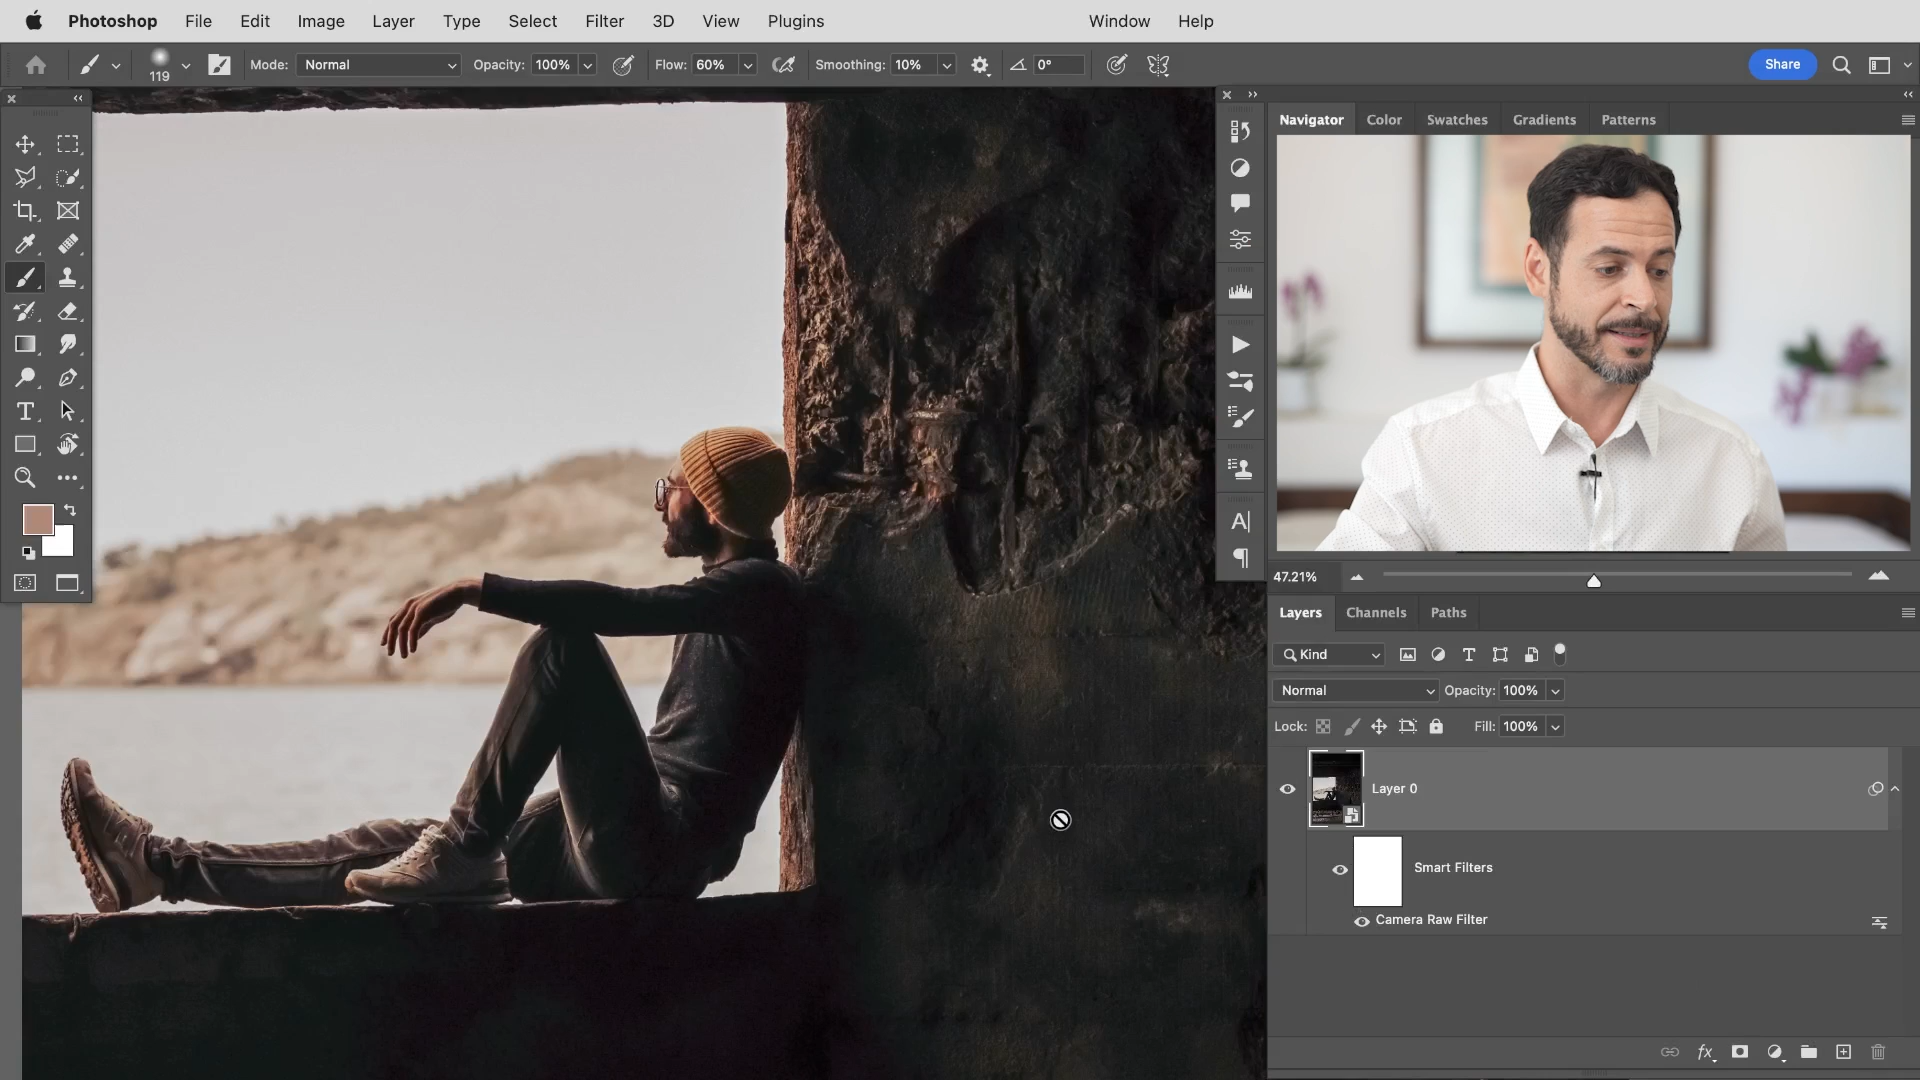 Photoshop File Edit Image Layer Type Select Filter 3D View Plugins Window Help
119 Mode: Normal Opacity: 100% Flow: 60% Smoothing: 10% 0° Share
Navigator Color Swatches Gradients Patterns
47.21%
Layers Channels Paths
Kind
Normal Opacity: 100%
Lock: Fill: 100%
Layer 0
Smart Filters
Camera Raw Filter
fx